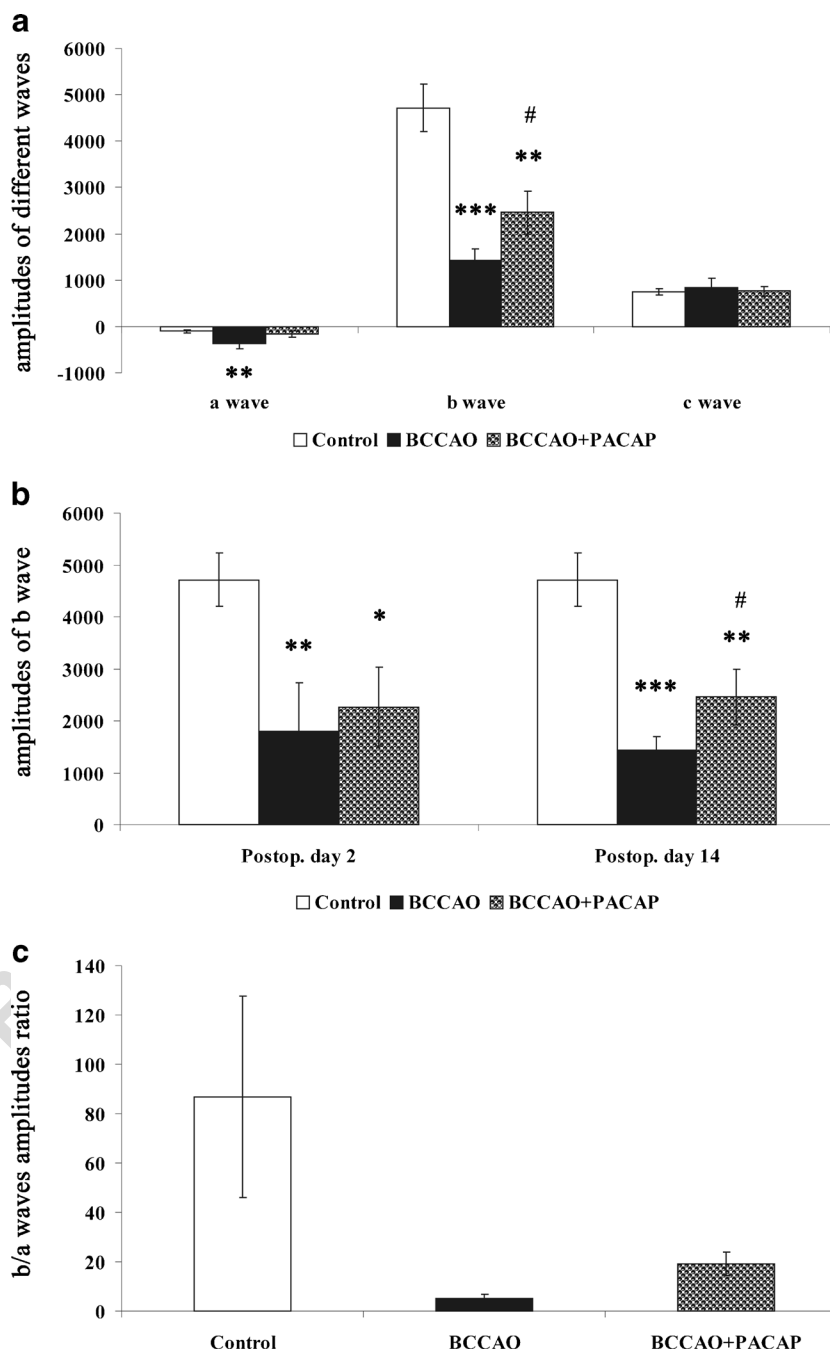 a
amplitudes of different waves
6000
5000
4000
3000
2000
1000
0
-1000
**
***
**
#
a wave b wave c wave
Control BCCAO BCCAO+PACAP
b
amplitudes of b wave
6000
5000
4000
3000
2000
1000
0
**
*
***
**
#
Postop. day 2 Postop. day 14
Control BCCAO BCCAO+PACAP
c
b/a waves amplitudes ratio
140
120
100
80
60
40
20
0
Control BCCAO BCCAO+PACAP